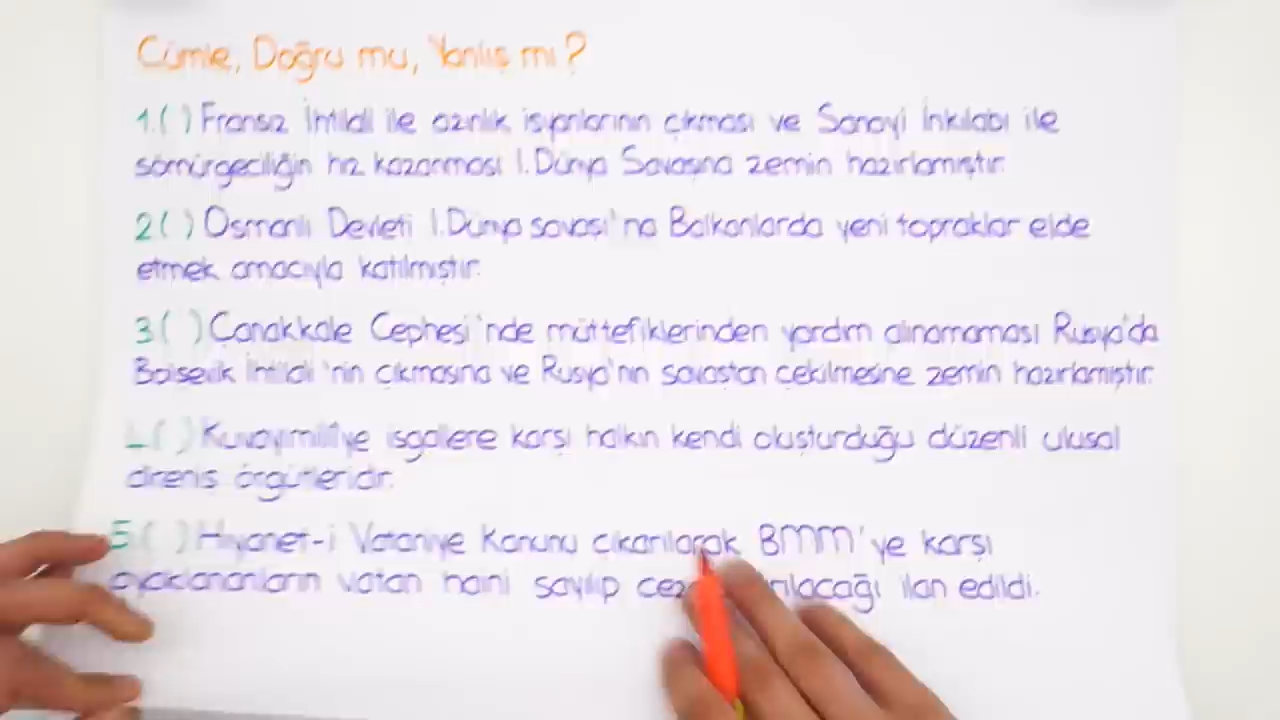 Cümle, Doğru mu, Yanlış mı?
1.( ) Fransız İhtilali ile azınlık isyanlarının çıkması ve Sanayi İnkılabı ile
sömürgeciliğin hız kazanması I.Dünya Savaşına zemin hazırlamıştır.
2( ) Osmanlı Devleti I.Dünya savaşı'na Balkanlarda yeni topraklar elde
etmek amacıyla katılmıştır.
3( ) Çanakkale Cephesi'nde müttefiklerinden yardım alınamaması Rusya'da
Bolşevik İhtilali'nin çıkmasına ve Rusya'nın savaştan çekilmesine zemin hazırlamıştır.
( ) Kuvayımilliye işgallere karşı halkın kendi oluşturduğu düzenli ulusal
direniş örgütleridir.
5( ) Hıyanet-i Vataniye Kanunu çıkarılarak BMM'ye karşı
ayaklananların vatan haini sayılıp ilan edildi.